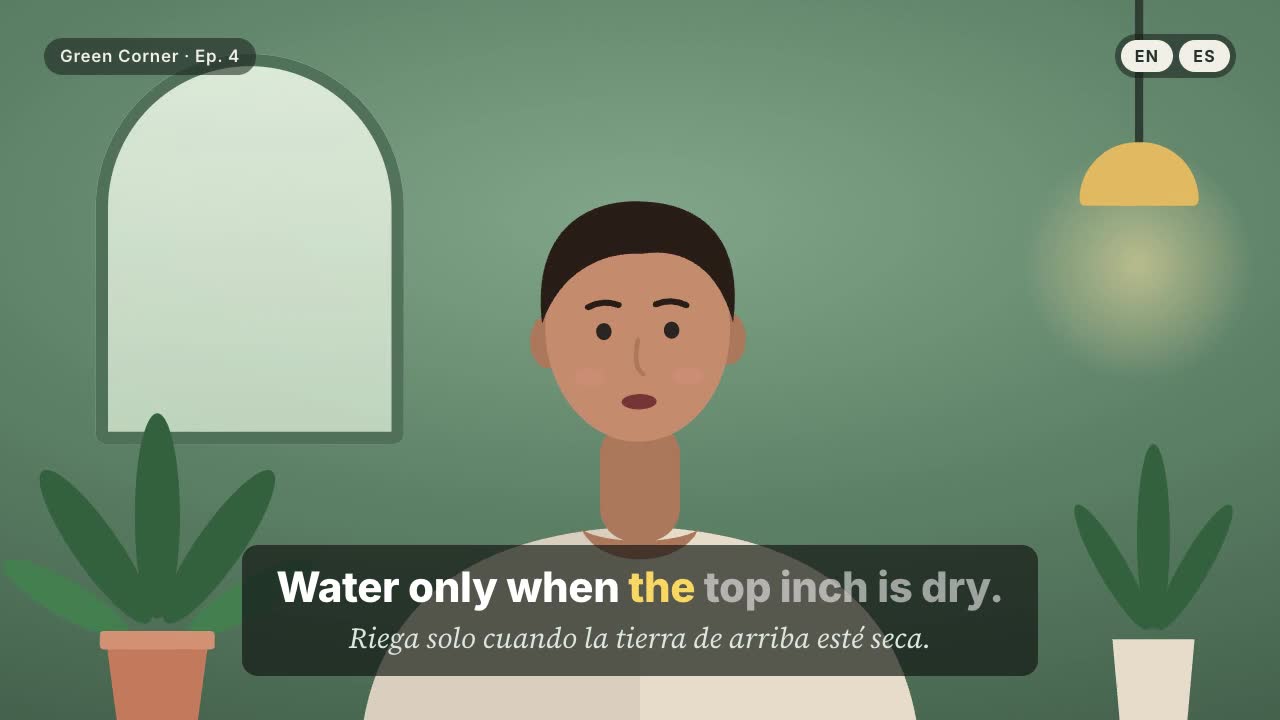 Green Corner · Ep. 4
EN ES
Water only when the top inch is dry.
Riega solo cuando la tierra de arriba esté seca.